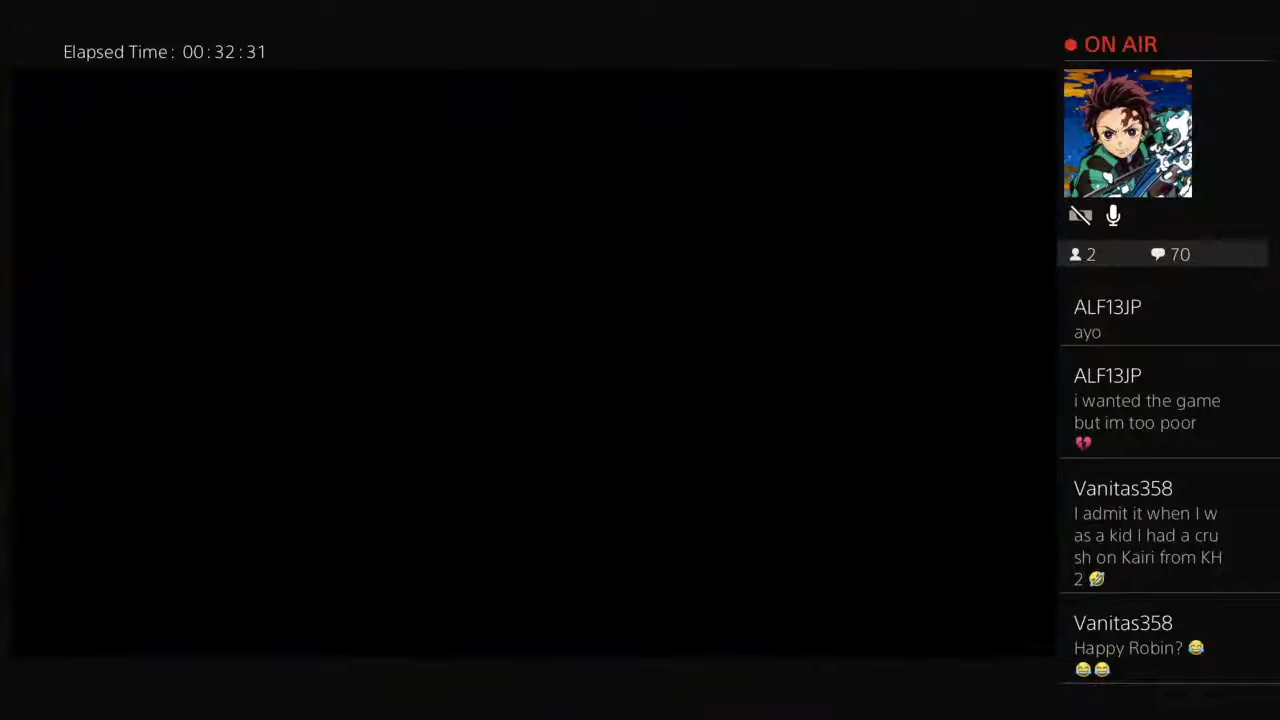 Elapsed Time: 00:32:31
ON AIR
2 70
ALF13JP
ayo
ALF13JP
i wanted the game
but im too poor
💔
Vanitas358
I admit it when I w
as a kid I had a cru
sh on Kairi from KH
2 🤣
Vanitas358
Happy Robin? 😂
😂😂